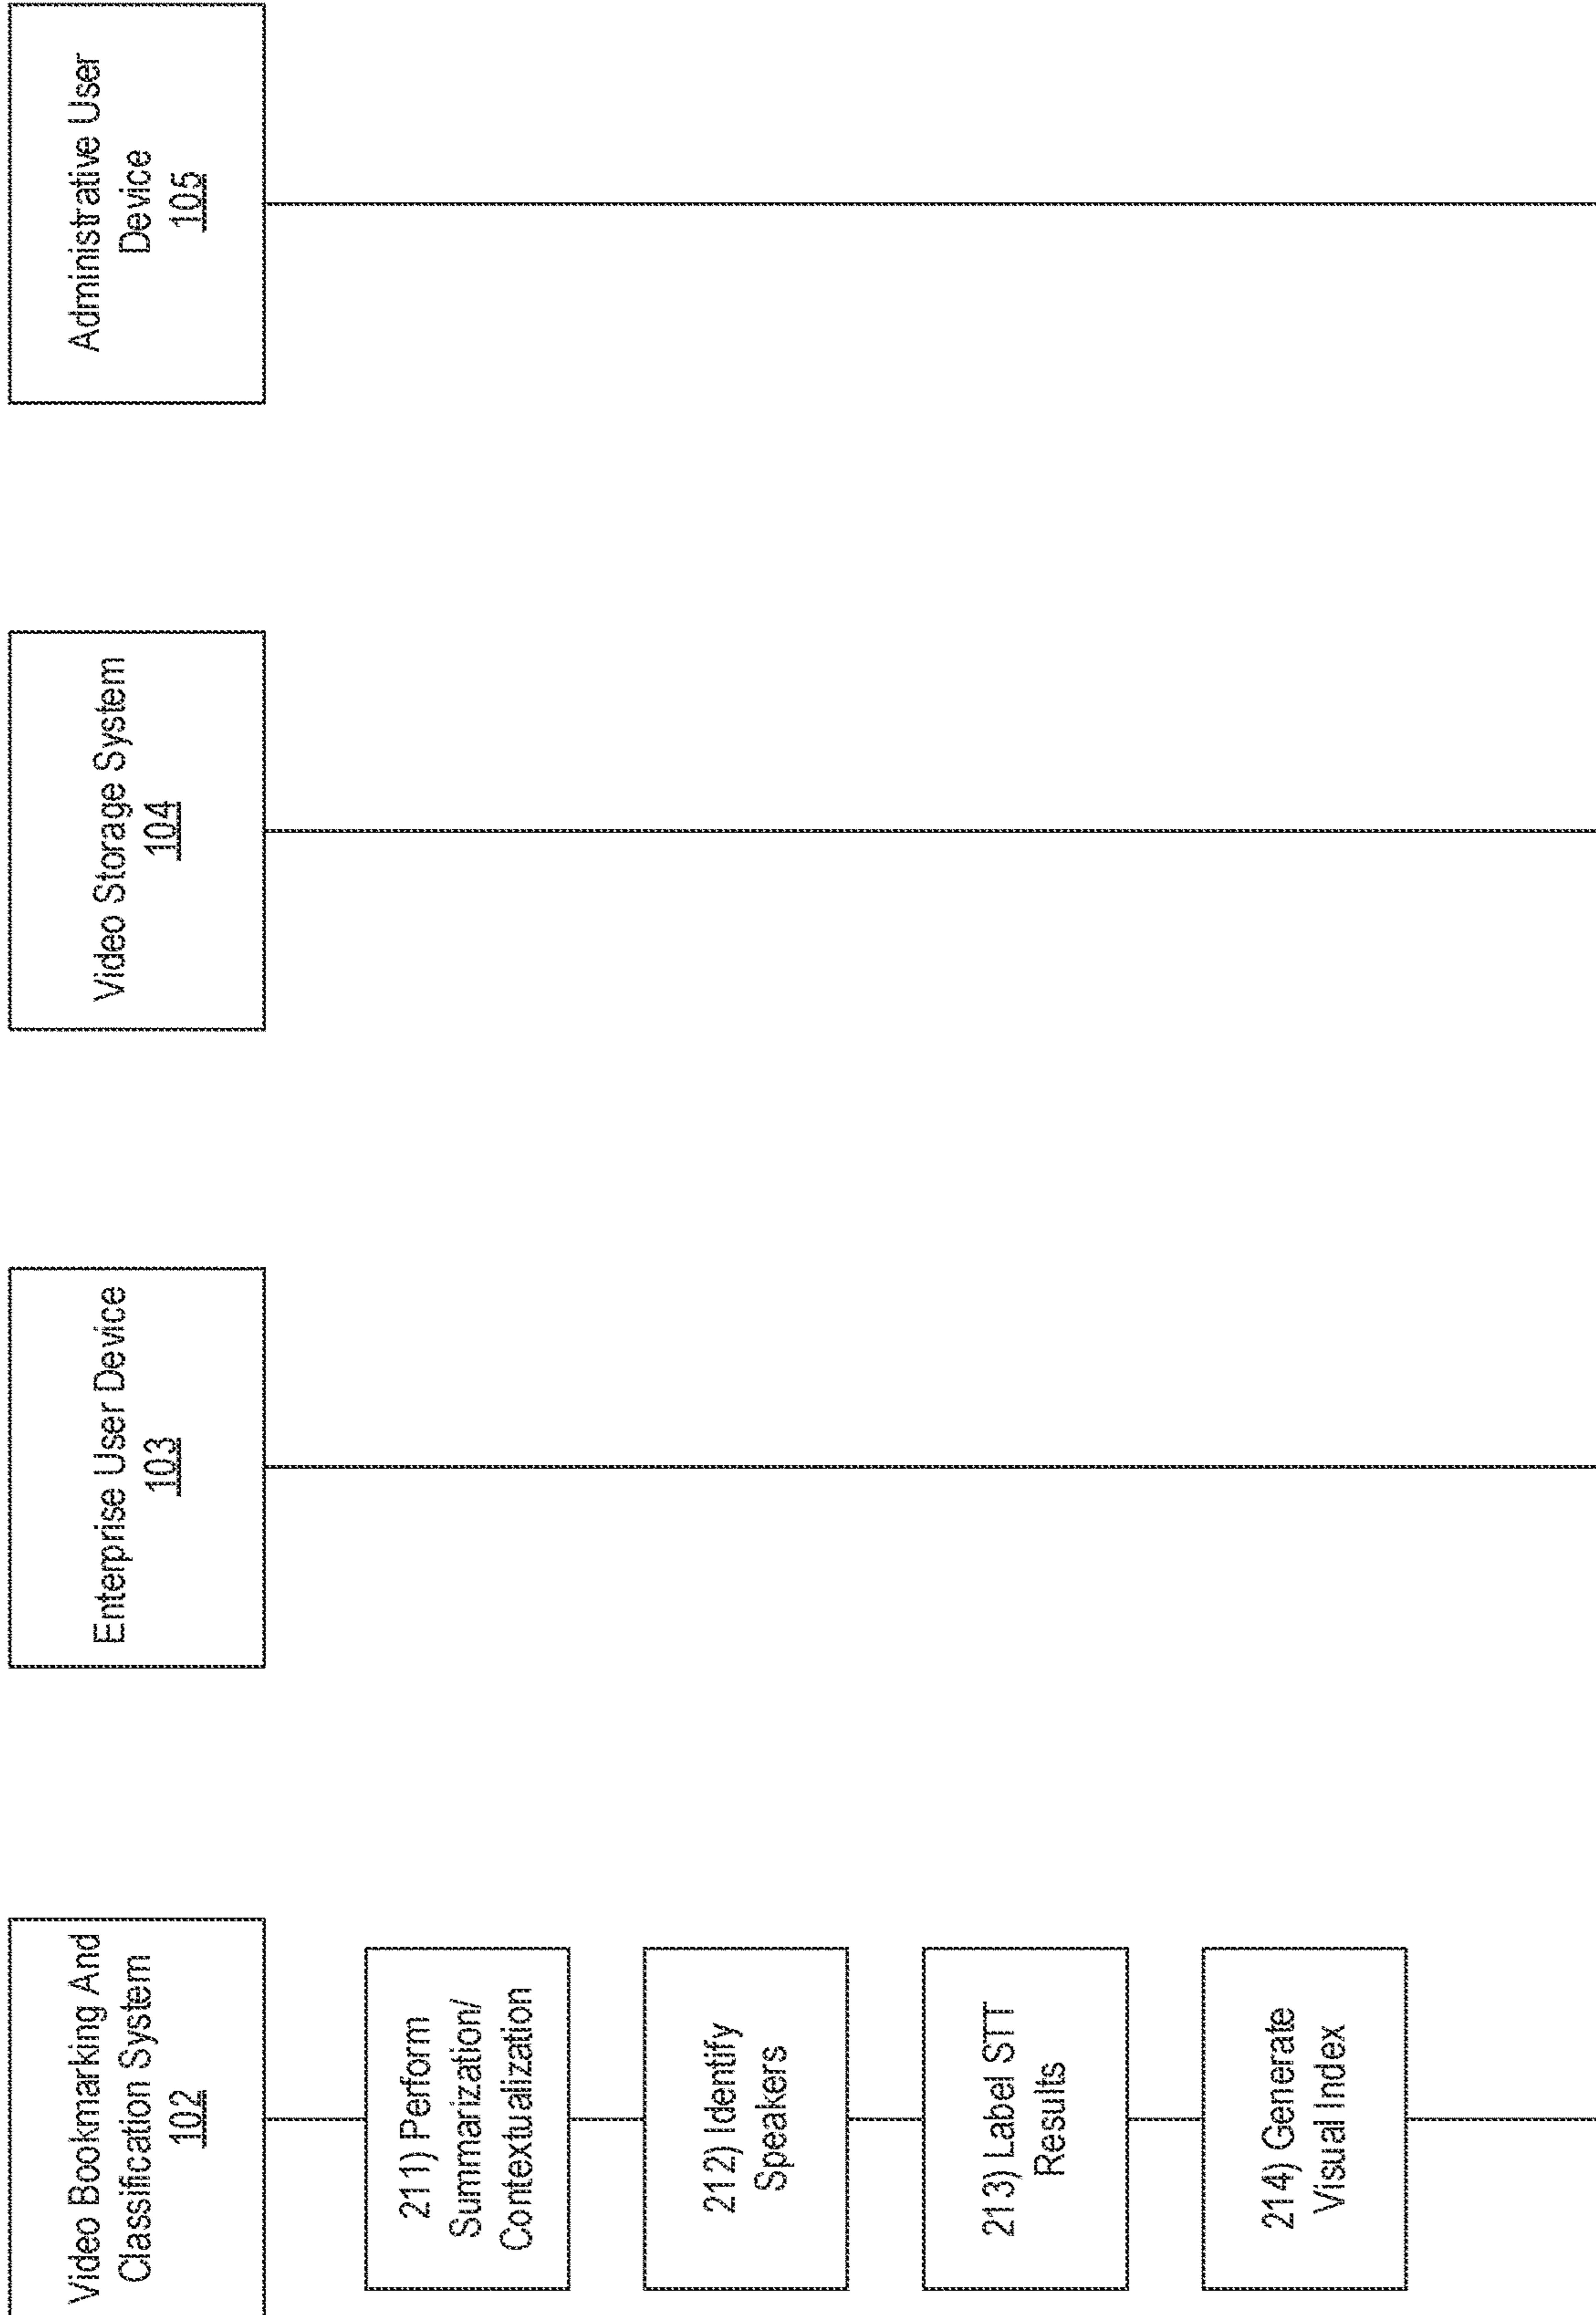 Video Bookmarking And
Classification System
102
Enterprise User Device
103
Video Storage System
104
Administrative User
Device
105
211) Perform
Summarization/
Contextualization
212) Identify
Speakers
213) Label STT
Results
214) Generate
Visual Index